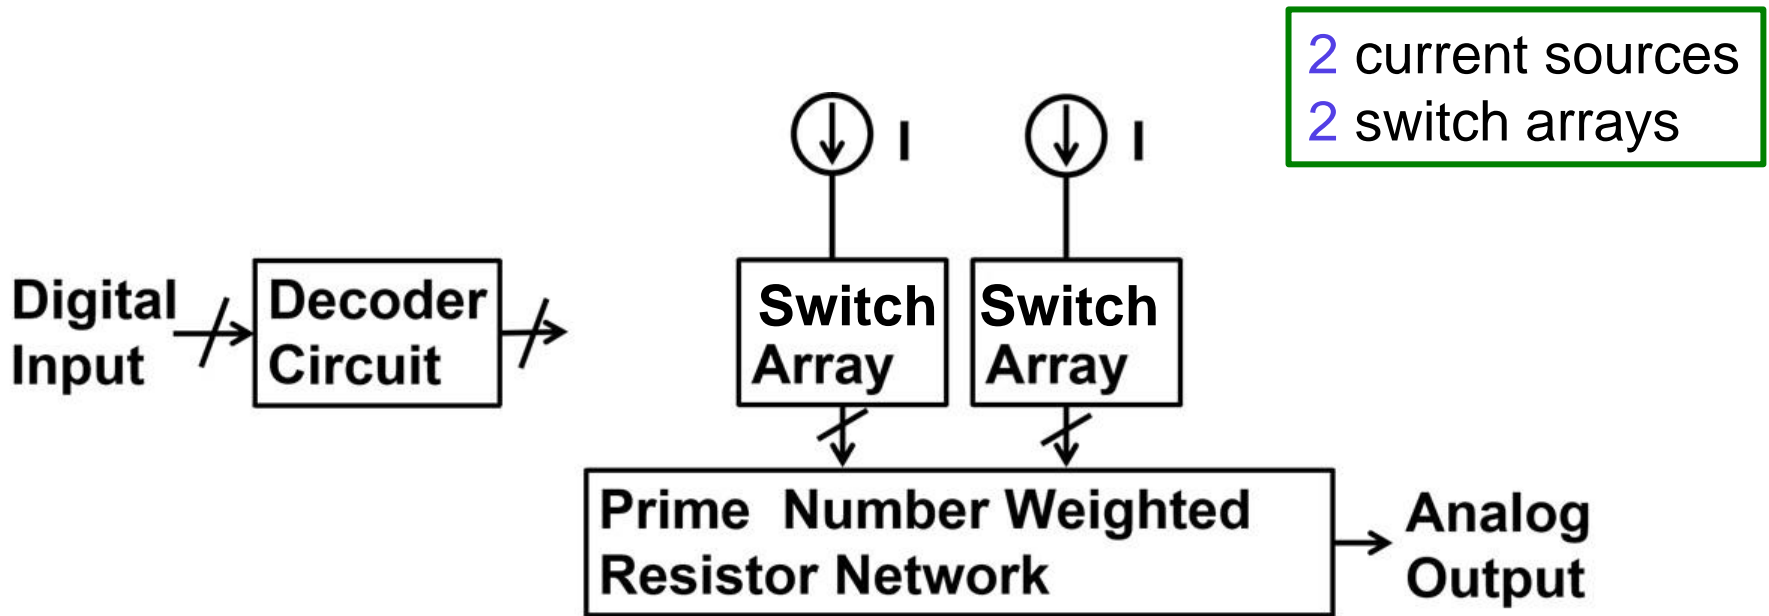 2 current sources
2 switch arrays
I
I
Digital
Input
Decoder
Circuit
Switch
Array
Switch
Array
Prime Number Weighted
Resistor Network
Analog
Output